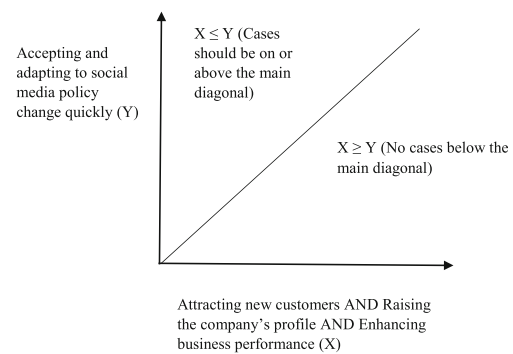 Accepting and
adapting to social
media policy
change quickly (Y)
X ≤ Y (Cases
should be on or
above the main
diagonal)
X ≥ Y (No cases below the
main diagonal)
Attracting new customers AND Raising
the company’s profile AND Enhancing
business performance (X)